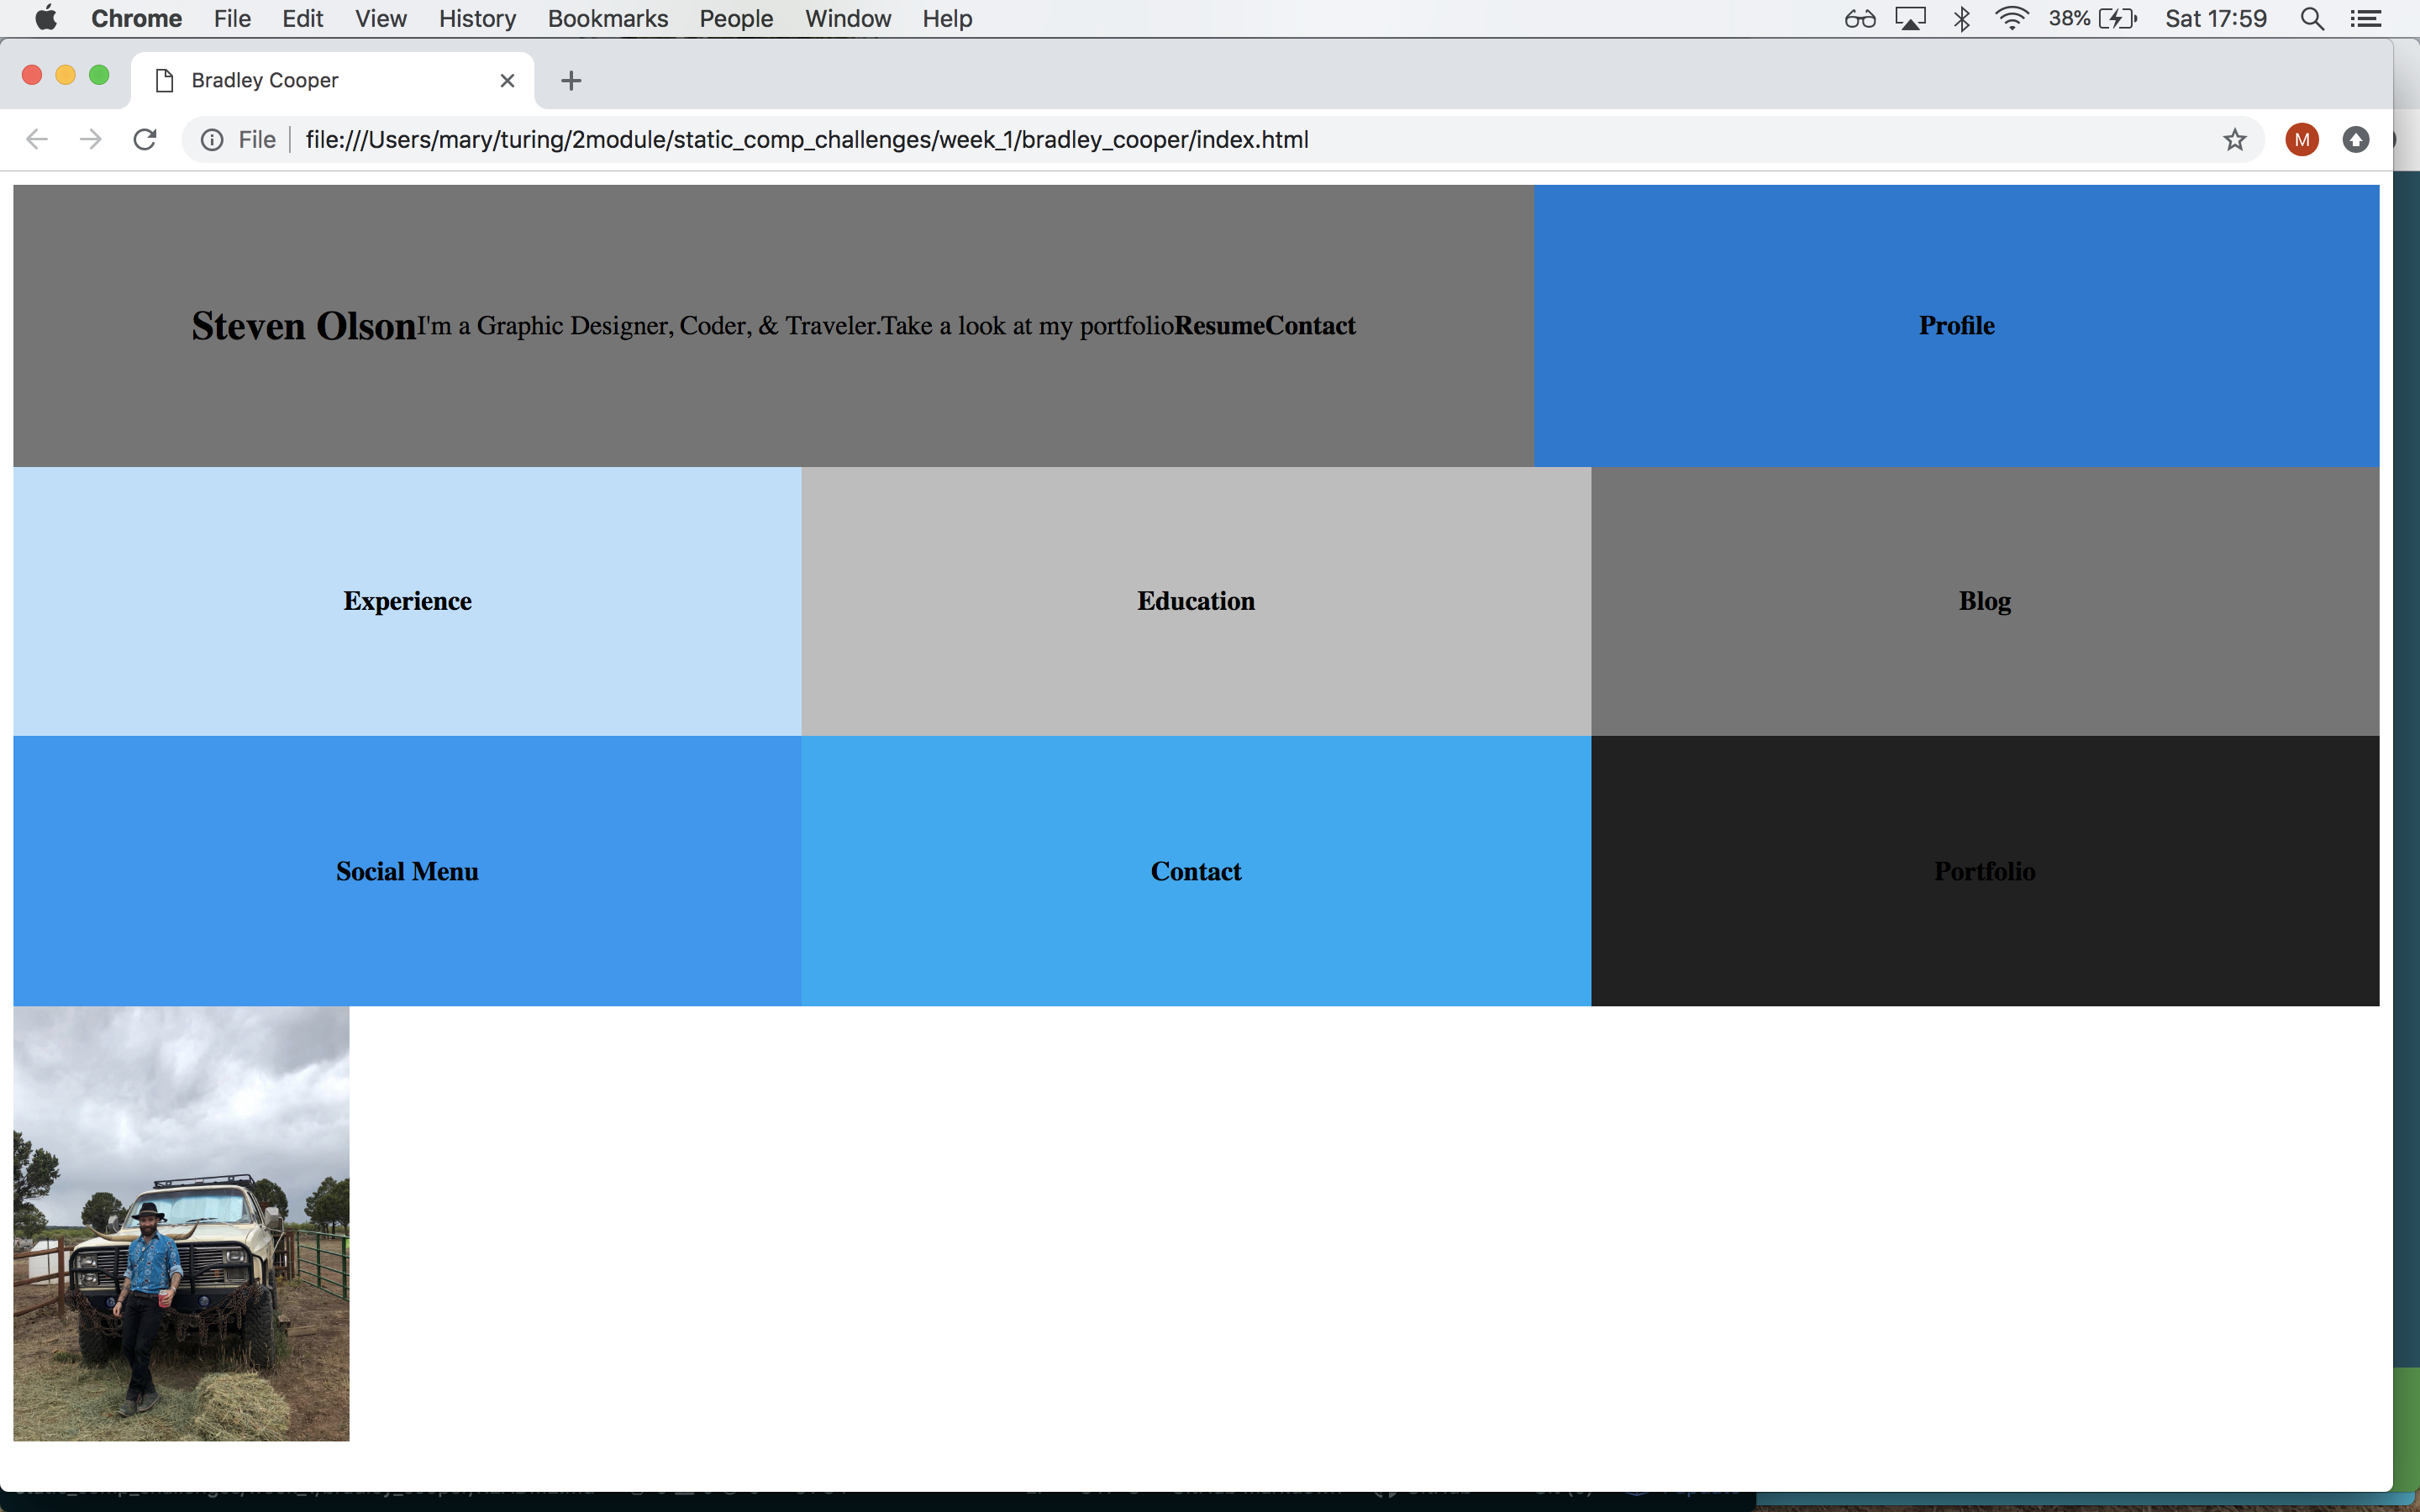 Chrome File Edit View History Bookmarks People Window Help 38% Sat 17:59
Bradley Cooper
File file:///Users/mary/turing/2module/static_comp_challenges/week_1/bradley_cooper/index.html M
Steven OlsonI'm a Graphic Designer, Coder, & Traveler.Take a look at my portfolioResumeContact
Profile
Experience
Education
Blog
Social Menu
Contact
Portfolio